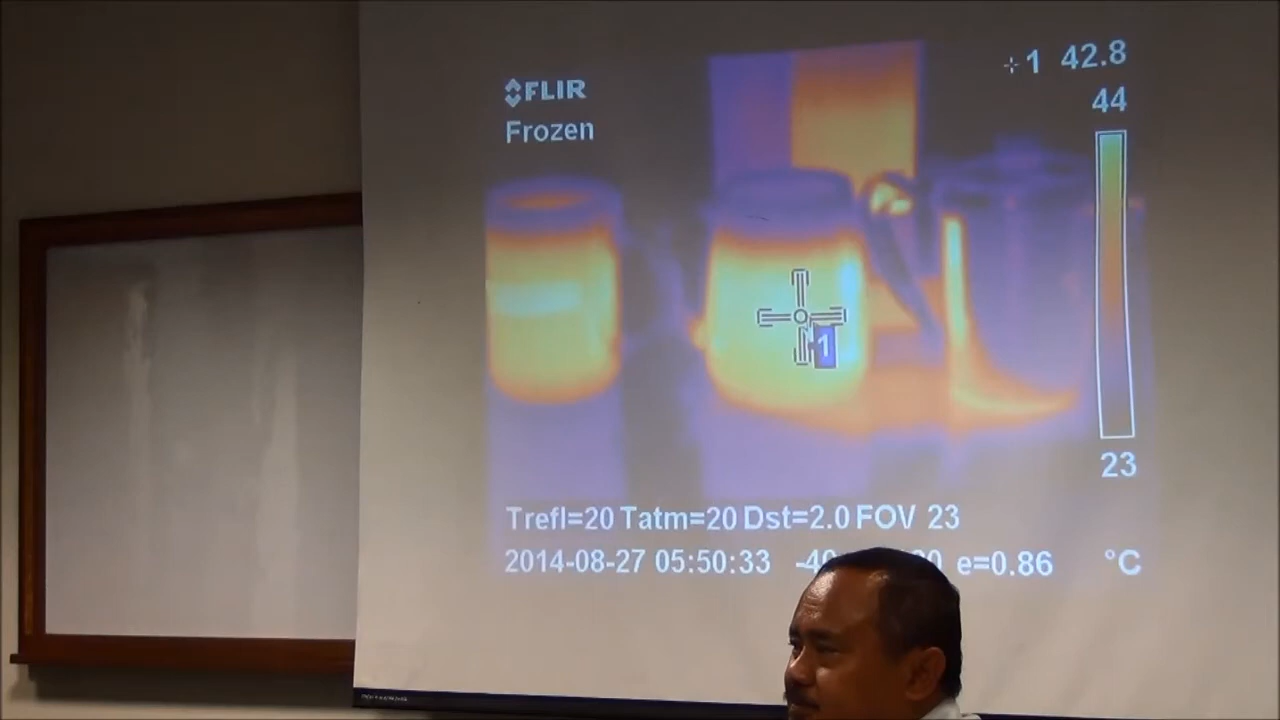 FLIR
Frozen
1 42.8
44
1
23
Trefl=20 Tatm=20 Dst=2.0 FOV 23
2014-08-27 05:50:33 -40 e=0.86 °C